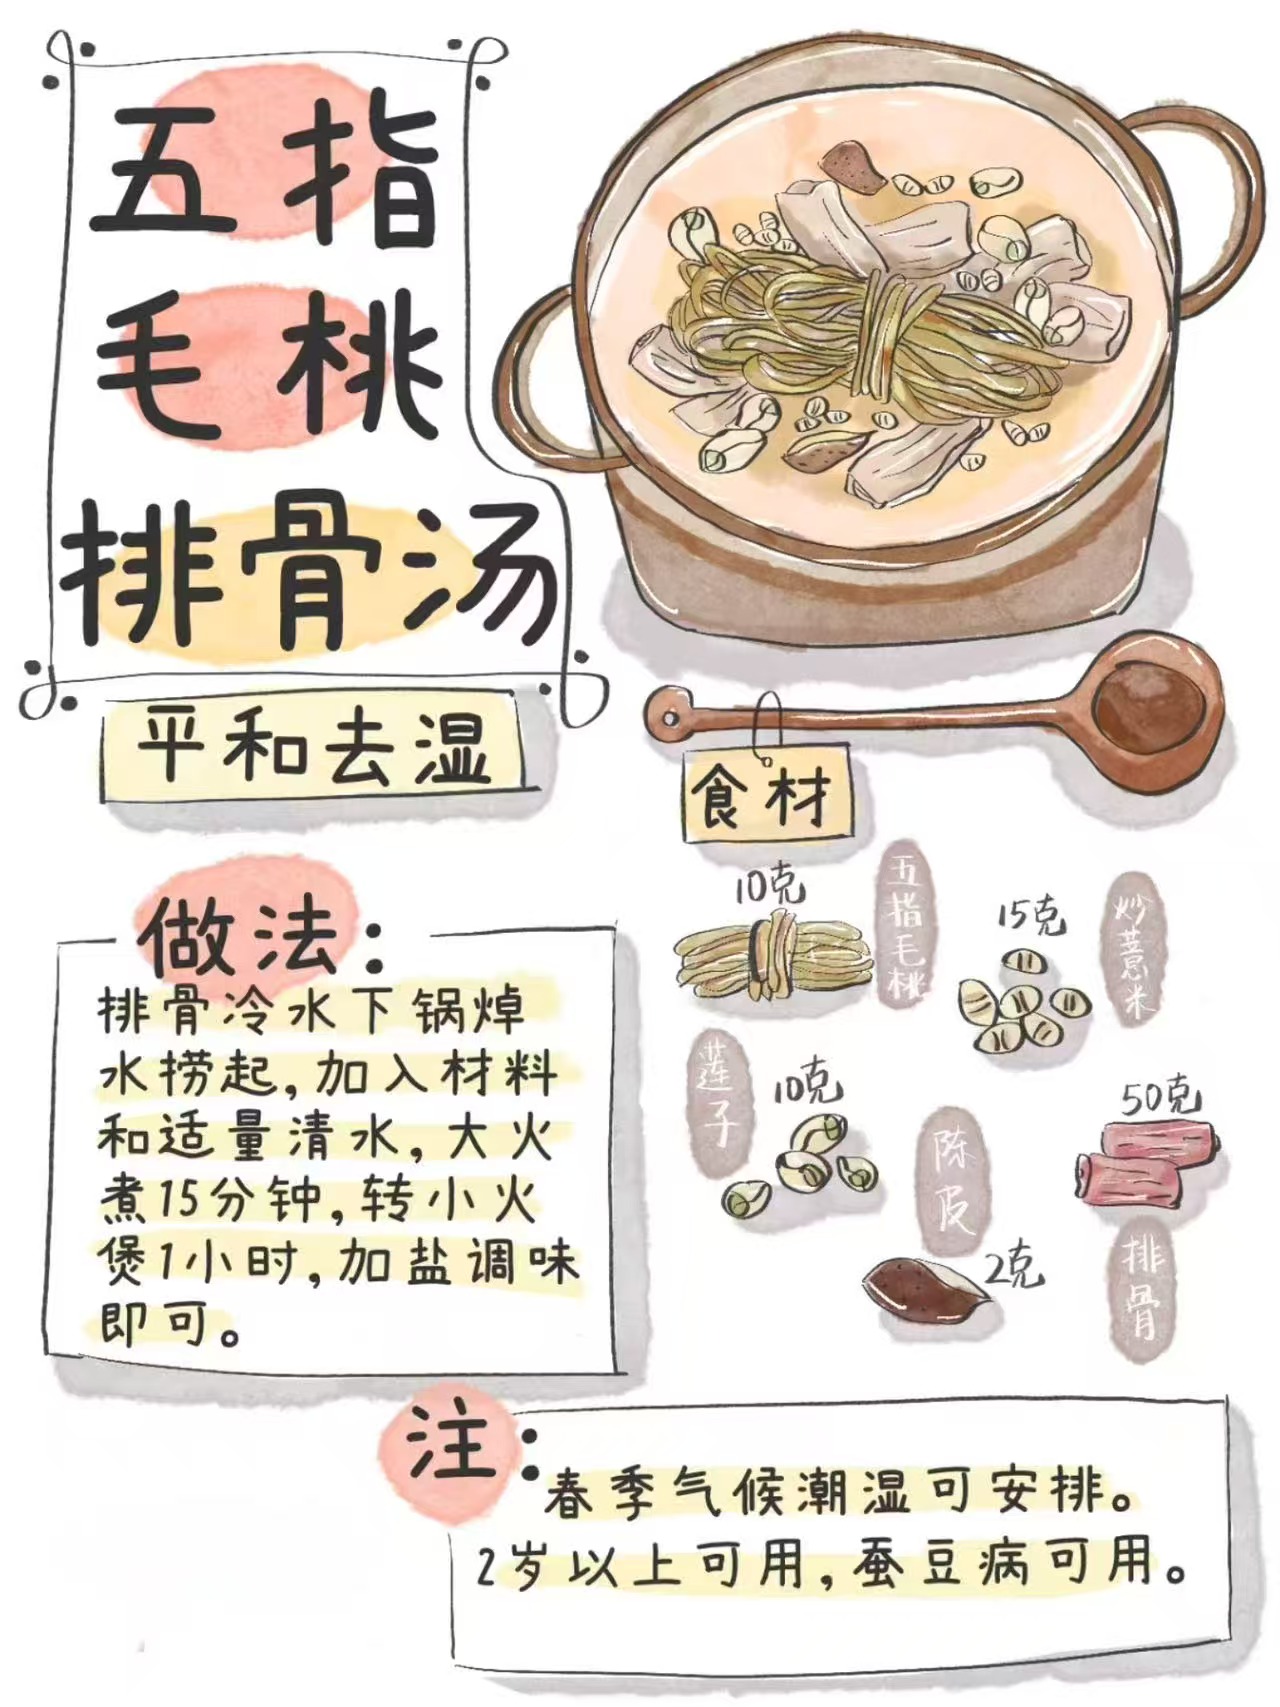 五指
毛桃
排骨汤
平和去湿
食材
10克
五指毛桃
15克
炒薏米
莲子
10克
陈皮
2克
50克
排骨
做法：
排骨冷水下锅焯
水捞起，加入材料
和适量清水，大火
煮15分钟，转小火
煲1小时，加盐调味
即可。
注：
春季气候潮湿可安排。
2岁以上可用，蚕豆病可用。